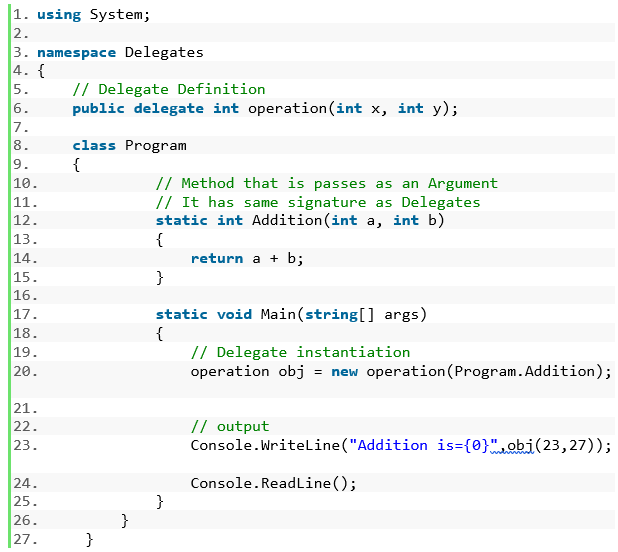 1. using System;
2.
3. namespace Delegates
4. {
5. // Delegate Definition
6. public delegate int operation(int x, int y);
7.
8. class Program
9. {
10. // Method that is passes as an Argument
11. // It has same signature as Delegates
12. static int Addition(int a, int b)
13. {
14. return a + b;
15. }
16.
17. static void Main(string[] args)
18. {
19. // Delegate instantiation
20. operation obj = new operation(Program.Addition);
21.
22. // output
23. Console.WriteLine("Addition is={0}",obj(23,27));
24. Console.ReadLine();
25. }
26. }
27. }